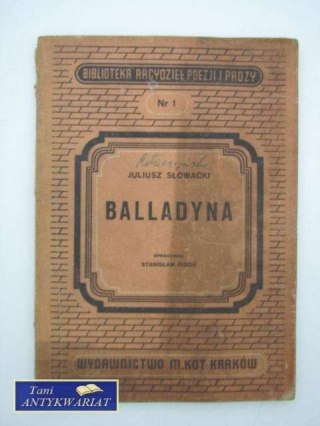 BIBLIOTEKA ARCYDZIEŁ POEZJI I PROZY
Nr 1
JULIUSZ SŁOWACKI
BALLADYNA
OPRACOWAŁ
STANISŁAW PIGOŃ
WYDAWNICTWO M.KOT KRAKÓW
Tani
ANTYKWARIAT